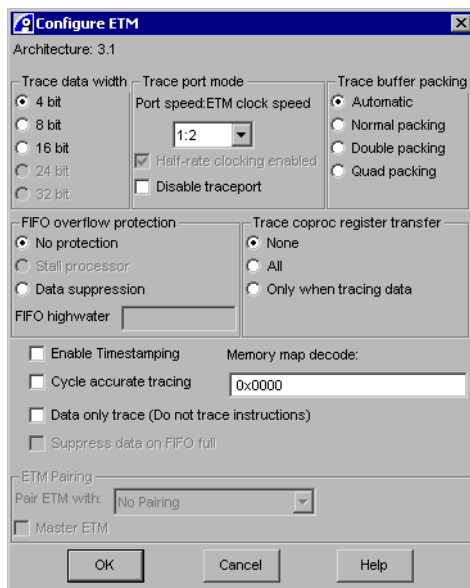 Configure ETM
Architecture: 3.1
Trace data width
4 bit
8 bit
16 bit
24 bit
32 bit
Trace port mode
Port speed:ETM clock speed
1:2
Half-rate clocking enabled
Disable traceport
Trace buffer packing
Automatic
Normal packing
Double packing
Quad packing
FIFO overflow protection
No protection
Stall processor
Data suppression
FIFO highwater
Trace coproc register transfer
None
All
Only when tracing data
Enable Timestamping
Memory map decode:
Cycle accurate tracing
0x0000
Data only trace (Do not trace instructions)
Suppress data on FIFO full
ETM Pairing
Pair ETM with: No Pairing
Master ETM
OK Cancel Help